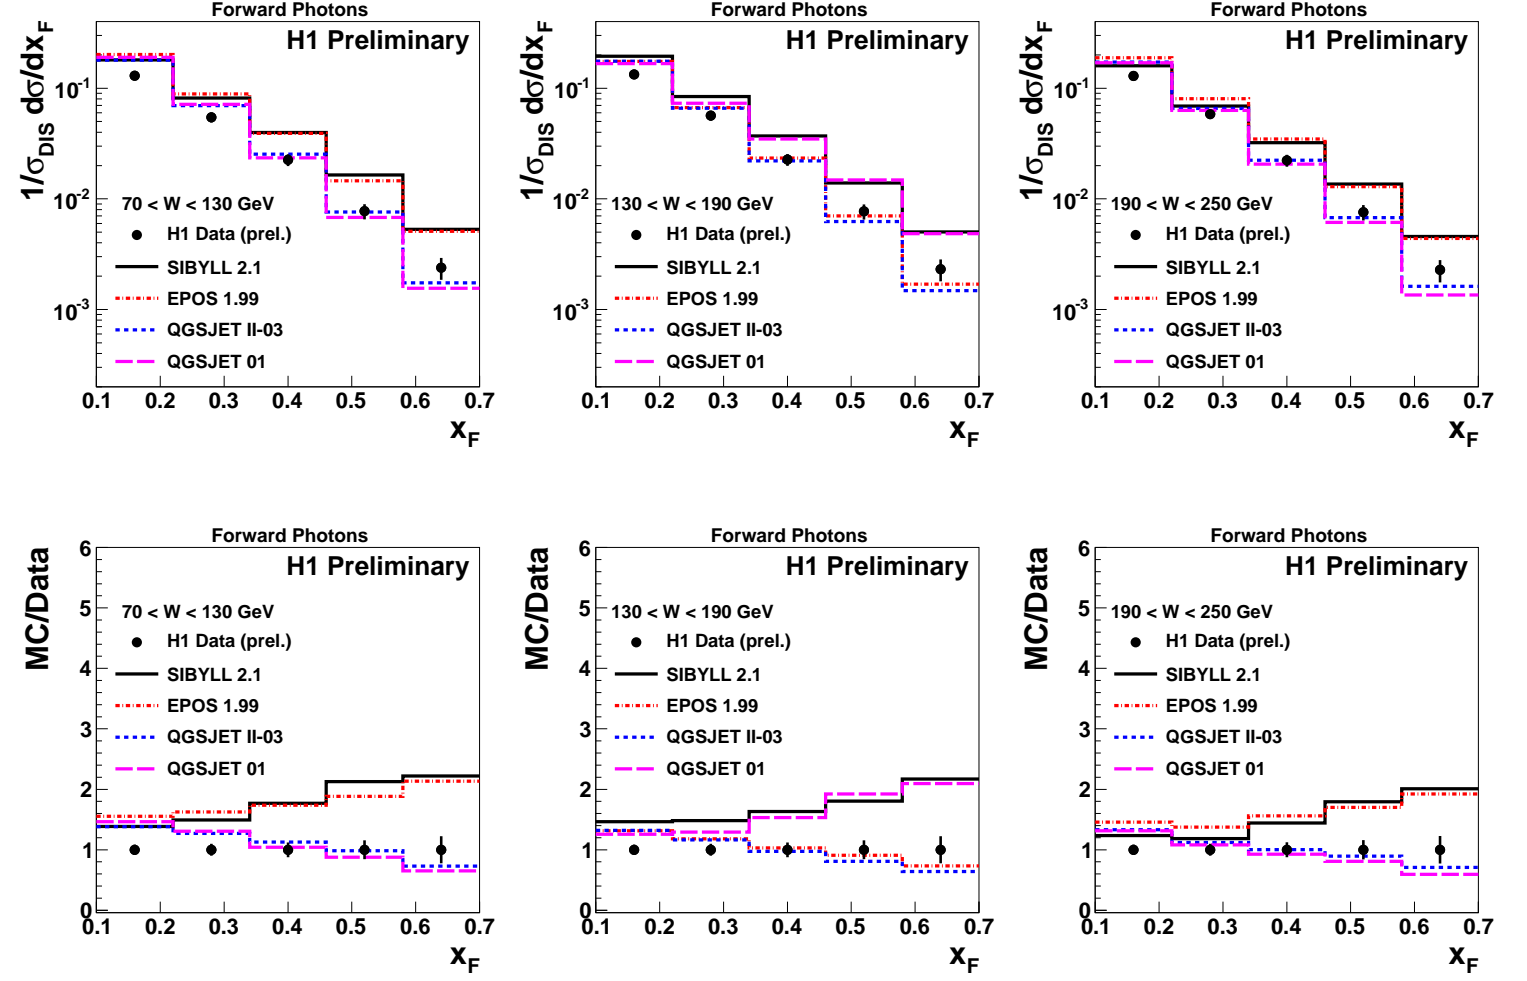 Forward Photons
H1 Preliminary
1/σ_DIS dσ/dx_F
10^-1
10^-2
10^-3
70 < W < 130 GeV
H1 Data (prel.)
SIBYLL 2.1
EPOS 1.99
QGSJET II-03
QGSJET 01
0.1 0.2 0.3 0.4 0.5 0.6 0.7
x_F
Forward Photons
H1 Preliminary
1/σ_DIS dσ/dx_F
10^-1
10^-2
10^-3
130 < W < 190 GeV
H1 Data (prel.)
SIBYLL 2.1
EPOS 1.99
QGSJET II-03
QGSJET 01
0.1 0.2 0.3 0.4 0.5 0.6 0.7
x_F
Forward Photons
H1 Preliminary
1/σ_DIS dσ/dx_F
10^-1
10^-2
10^-3
190 < W < 250 GeV
H1 Data (prel.)
SIBYLL 2.1
EPOS 1.99
QGSJET II-03
QGSJET 01
0.1 0.2 0.3 0.4 0.5 0.6 0.7
x_F
Forward Photons
H1 Preliminary
MC/Data
6
5
4
3
2
1
0
70 < W < 130 GeV
H1 Data (prel.)
SIBYLL 2.1
EPOS 1.99
QGSJET II-03
QGSJET 01
0.1 0.2 0.3 0.4 0.5 0.6 0.7
x_F
Forward Photons
H1 Preliminary
MC/Data
6
5
4
3
2
1
0
130 < W < 190 GeV
H1 Data (prel.)
SIBYLL 2.1
EPOS 1.99
QGSJET II-03
QGSJET 01
0.1 0.2 0.3 0.4 0.5 0.6 0.7
x_F
Forward Photons
H1 Preliminary
MC/Data
6
5
4
3
2
1
0
190 < W < 250 GeV
H1 Data (prel.)
SIBYLL 2.1
EPOS 1.99
QGSJET II-03
QGSJET 01
0.1 0.2 0.3 0.4 0.5 0.6 0.7
x_F